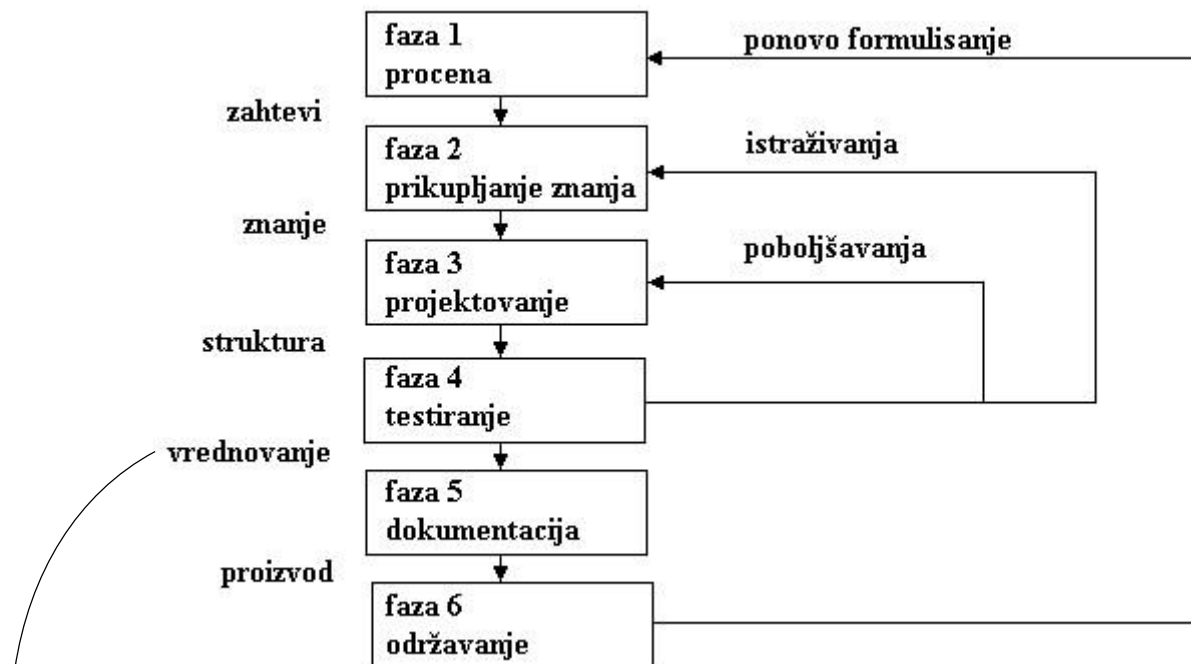 faza 1
procena
ponovo formulisanje
zahtevi
faza 2
prikupljanje znanja
istraživanja
znanje
faza 3
projektovanje
poboljšavanja
struktura
faza 4
testiranje
vrednovanje
faza 5
dokumentacija
proizvod
faza 6
održavanje